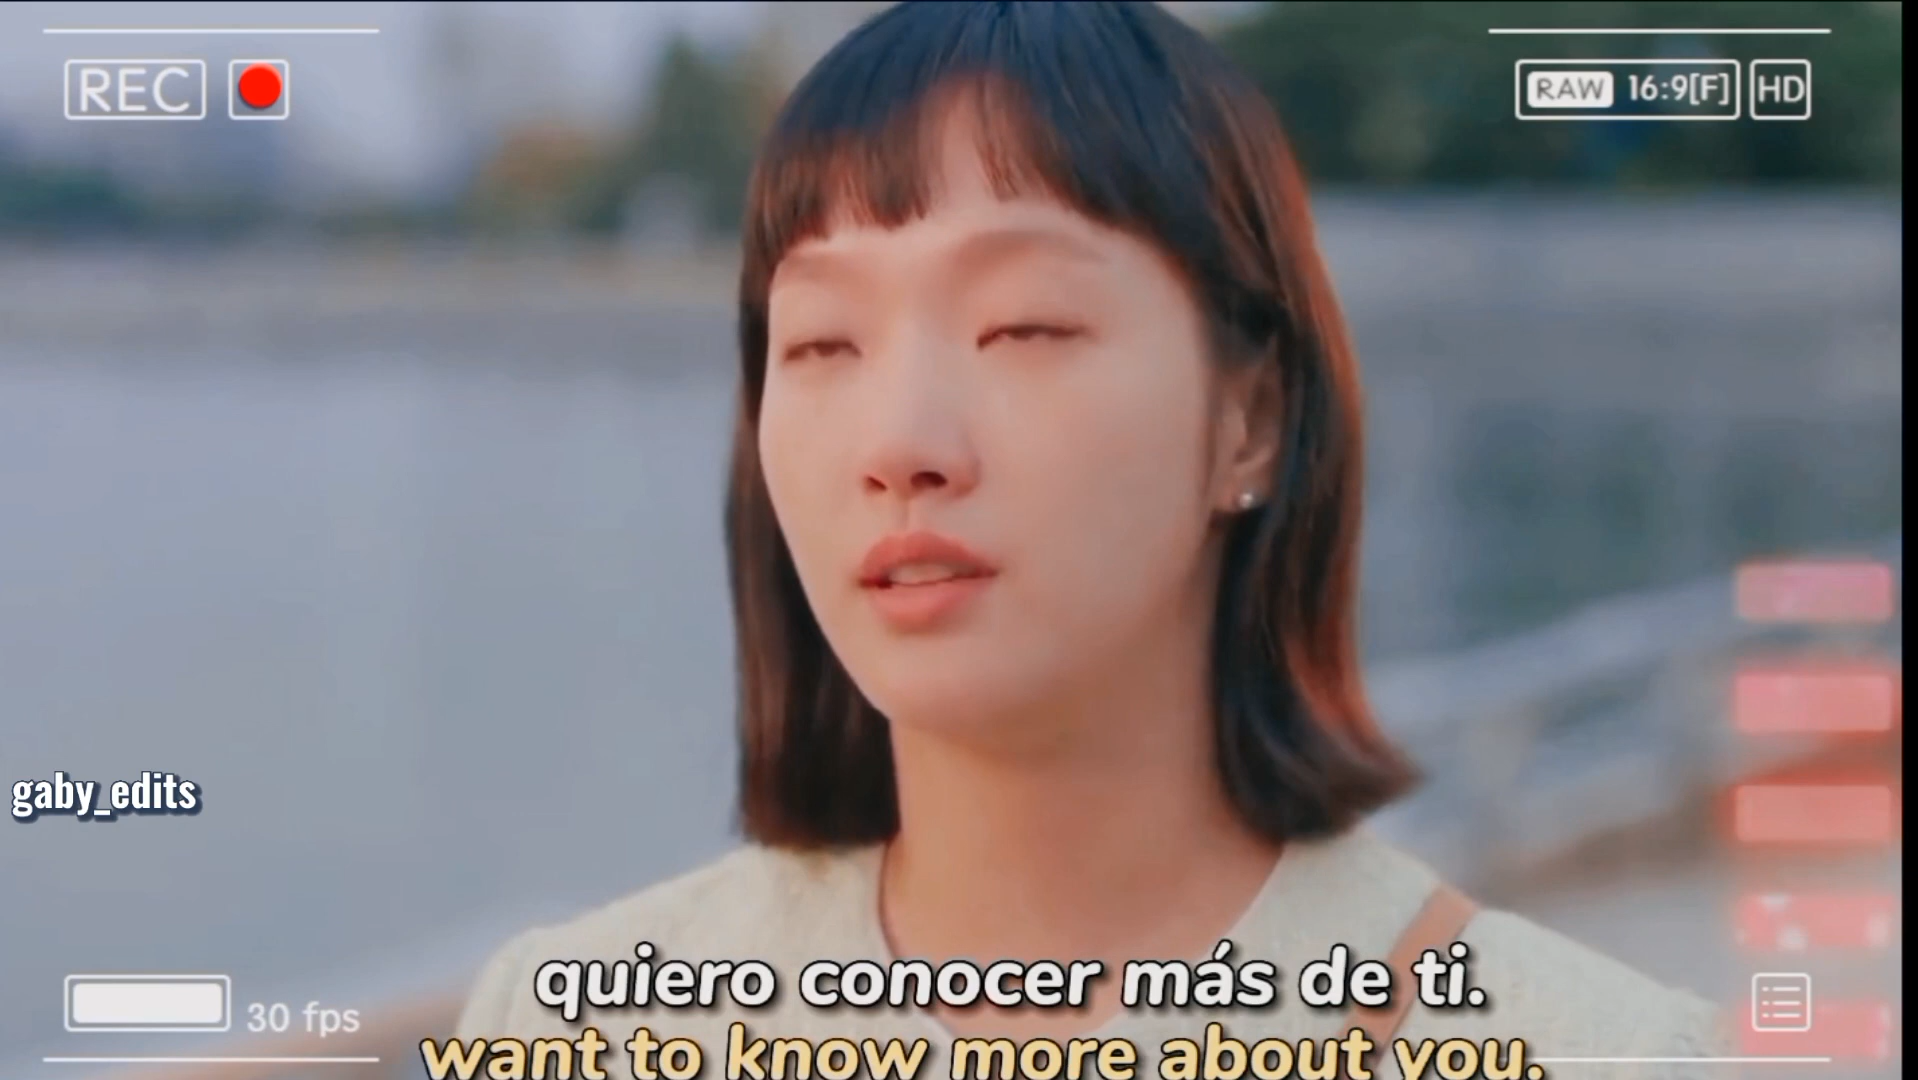 REC
RAW 16:9[F] HD
gaby_edits
30 fps
quiero conocer más de ti.
want to know more about you.